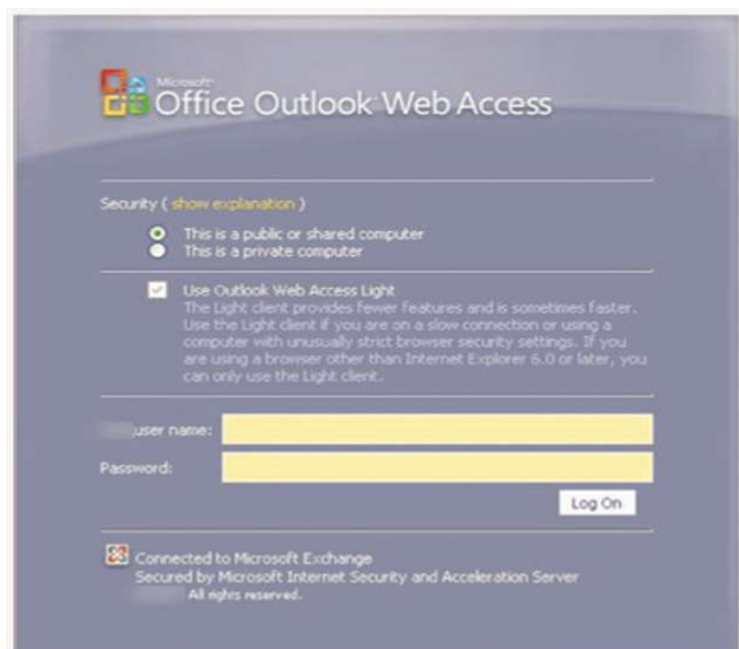 Microsoft
Office Outlook Web Access
Security ( show explanation )
This is a public or shared computer
This is a private computer
Use Outlook Web Access Light
The Light client provides fewer features and is sometimes faster.
Use the Light client if you are on a slow connection or using a
computer with unusually strict browser security settings. If you
are using a browser other than Internet Explorer 6.0 or later, you
can only use the Light client.
user name:
Password:
Log On
Connected to Microsoft Exchange
Secured by Microsoft Internet Security and Acceleration Server
All rights reserved.